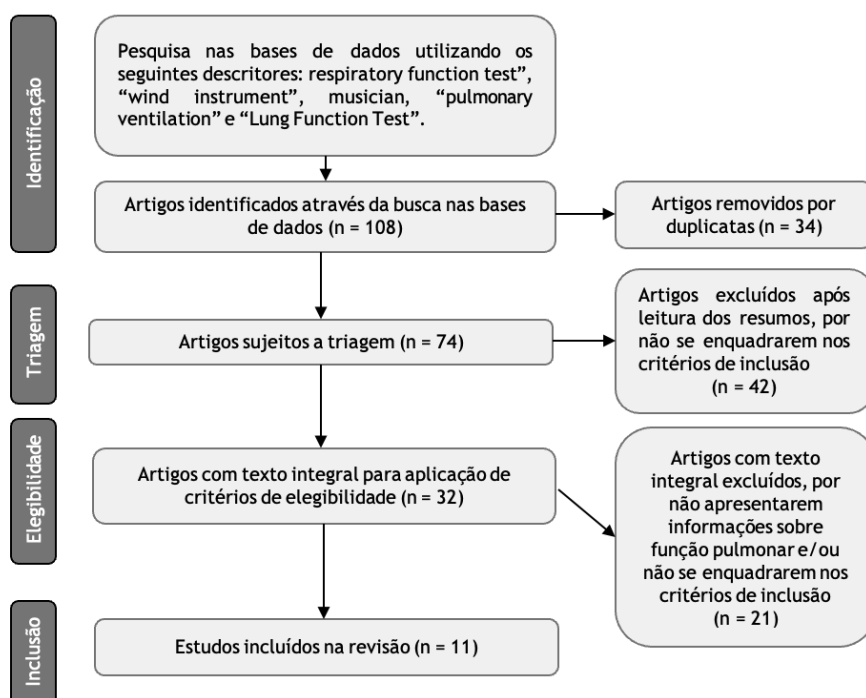 Identificação
Pesquisa nas bases de dados utilizando os
seguintes descritores: respiratory function test”,
“wind instrument”, musician, “pulmonary
ventilation” e “Lung Function Test”.
Artigos identificados através da busca nas bases
de dados (n = 108)
Artigos removidos por
duplicatas (n = 34)
Triagem
Artigos sujeitos a triagem (n = 74)
Artigos excluídos após
leitura dos resumos, por
não se enquadrarem nos
critérios de inclusão
(n = 42)
Elegibilidade
Artigos com texto integral para aplicação de
critérios de elegibilidade (n = 32)
Artigos com texto
integral excluídos, por
não apresentarem
informações sobre
função pulmonar e/ou
não se enquadrarem nos
critérios de inclusão
(n = 21)
Inclusão
Estudos incluídos na revisão (n = 11)